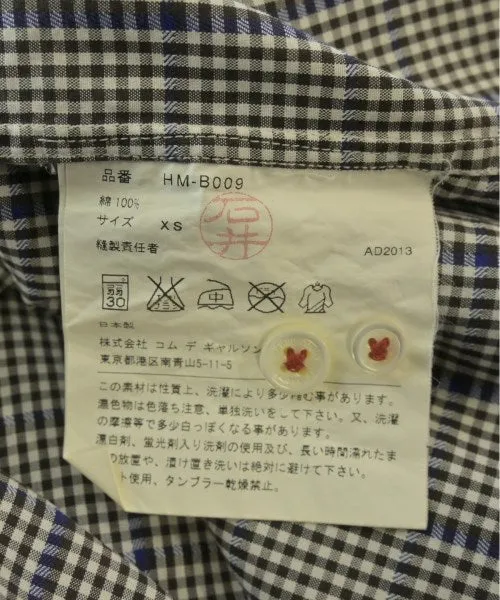 品番 HM-B009
綿 100%
サイズ XS
石井
縫製責任者
AD2013
弱
30
中
日本製
株式会社 コム デ ギャルソン
東京都港区南青山5-11-5
この素材は性質上、洗濯により多少縮む事があります。
濃色物は色落ち注意、単独洗いをして下さい。又、洗濯
の摩擦等で多少白っぽくなる事があります。
漂白剤、蛍光剤入り洗剤の使用及び、長い時間濡れたま
の放置や、漬け置き洗いは絶対に避けて下さい。
ト使用、タンブラー乾燥禁止。